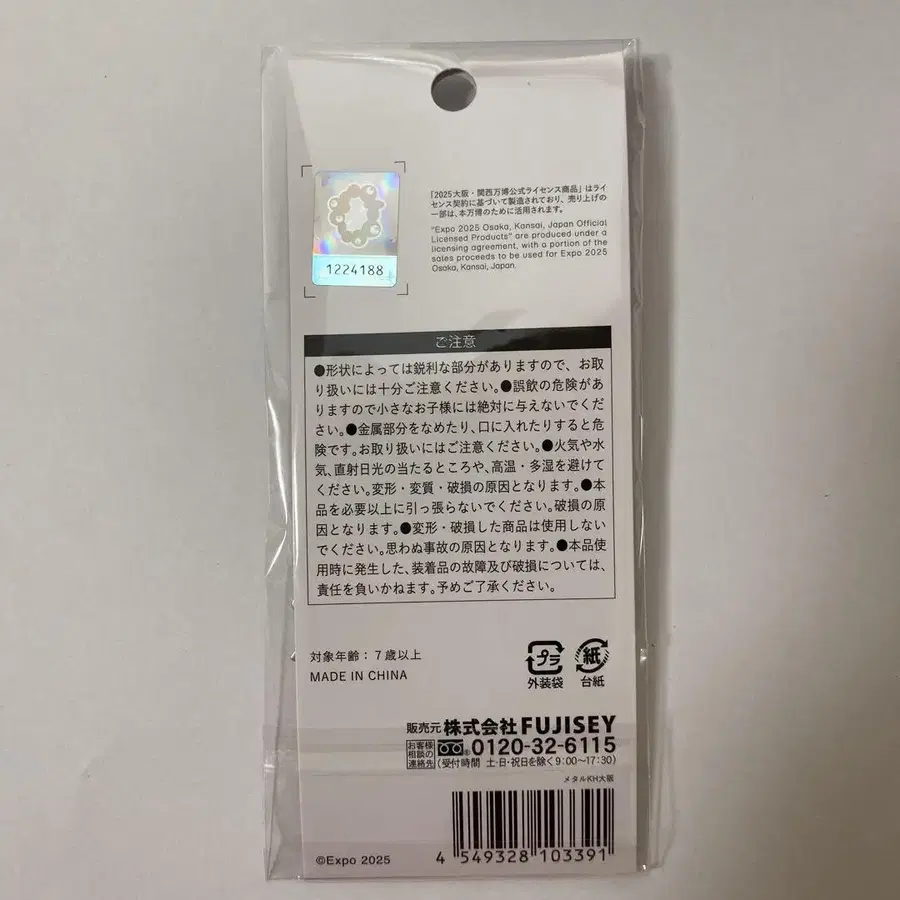 1224188
「2025大阪・関西万博公式ライセンス商品」はライ
センス契約に基づいて製造されており、売り上げの
一部は、本万博のために活用されます。
"Expo 2025 Osaka, Kansai, Japan Official
Licensed Products" are produced under a
licensing agreement, with a portion of the
sales proceeds to be used for Expo 2025
Osaka, Kansai, Japan.
ご注意
●形状によっては鋭利な部分がありますので、お取
り扱いには十分ご注意ください。●誤飲の危険があ
りますので小さなお子様には絶対に与えないでくだ
さい。●金属部分をなめたり、口に入れたりすると危
険です。お取り扱いにはご注意ください。●火気や水
気、直射日光の当たるところや、高温・多湿を避けて
ください。変形・変質・破損の原因となります。●本
品を必要以上に引っ張らないでください。破損の原
因となります。●変形・破損した商品は使用しない
でください。思わぬ事故の原因となります。●本品使
用時に発生した、装着品の故障及び破損については、
責任を負いかねます。予めご了承ください。
対象年齢：7歳以上
MADE IN CHINA
プラ
外装袋
紙
台紙
販売元 株式会社FUJISEY
お客様
相談の
連絡先
0120-32-6115
(受付時間 土・日・祝日を除く9:00〜17:30)
メタルKH大阪
©Expo 2025
4 549328 103391